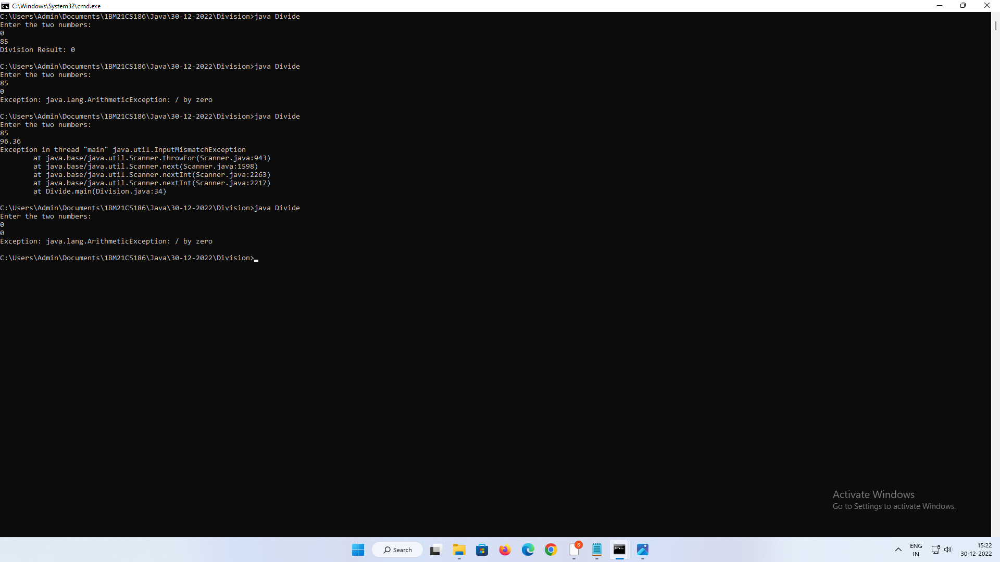 C:\Windows\System32\cmd.exe
C:\Users\Admin\Documents\1BM21CS186\Java\30-12-2022\Division>java Divide
Enter the two numbers:
0
85
Division Result: 0
C:\Users\Admin\Documents\1BM21CS186\Java\30-12-2022\Division>java Divide
Enter the two numbers:
85
0
Exception: java.lang.ArithmeticException: / by zero
C:\Users\Admin\Documents\1BM21CS186\Java\30-12-2022\Division>java Divide
Enter the two numbers:
85
96.36
Exception in thread "main" java.util.InputMismatchException
        at java.base/java.util.Scanner.throwFor(Scanner.java:943)
        at java.base/java.util.Scanner.next(Scanner.java:1598)
        at java.base/java.util.Scanner.nextInt(Scanner.java:2263)
        at java.base/java.util.Scanner.nextInt(Scanner.java:2217)
        at Divide.main(Division.java:34)
C:\Users\Admin\Documents\1BM21CS186\Java\30-12-2022\Division>java Divide
Enter the two numbers:
0
0
Exception: java.lang.ArithmeticException: / by zero
C:\Users\Admin\Documents\1BM21CS186\Java\30-12-2022\Division>
Activate Windows
Go to Settings to activate Windows.
Search
S
ENG
IN
15:22
30-12-2022